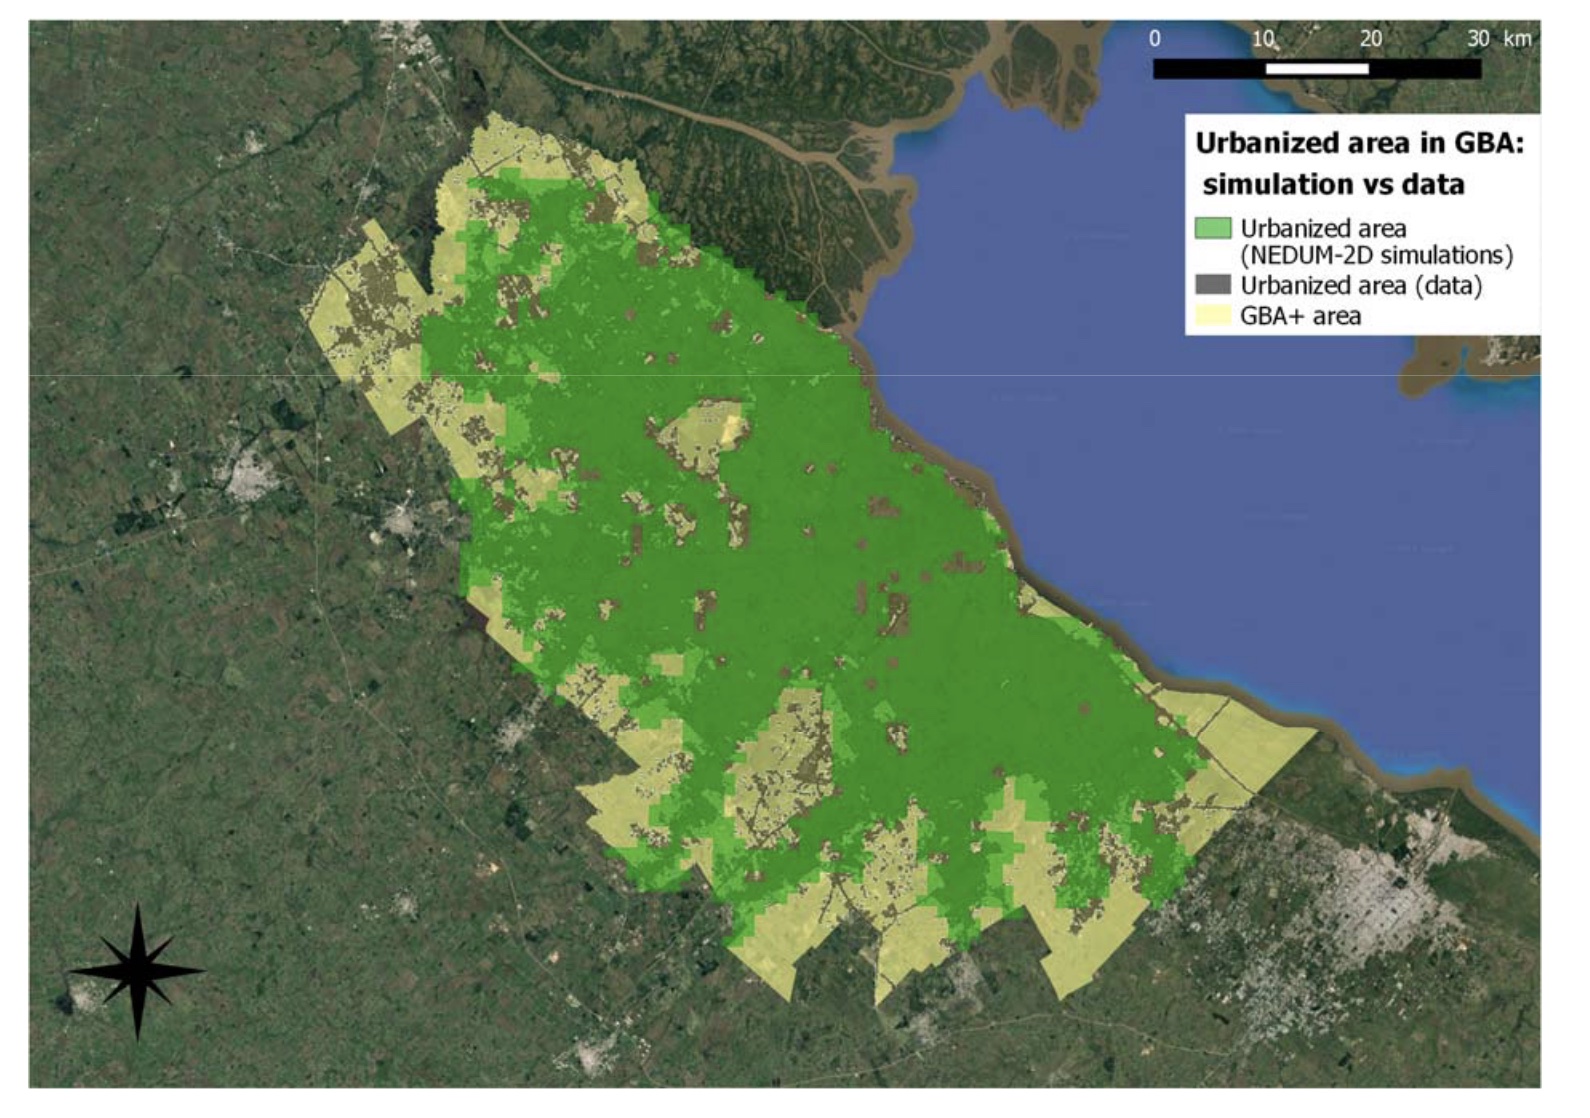 0 10 20 30 km
Urbanized area in GBA:
simulation vs data
Urbanized area
(NEDUM-2D simulations)
Urbanized area (data)
GBA+ area